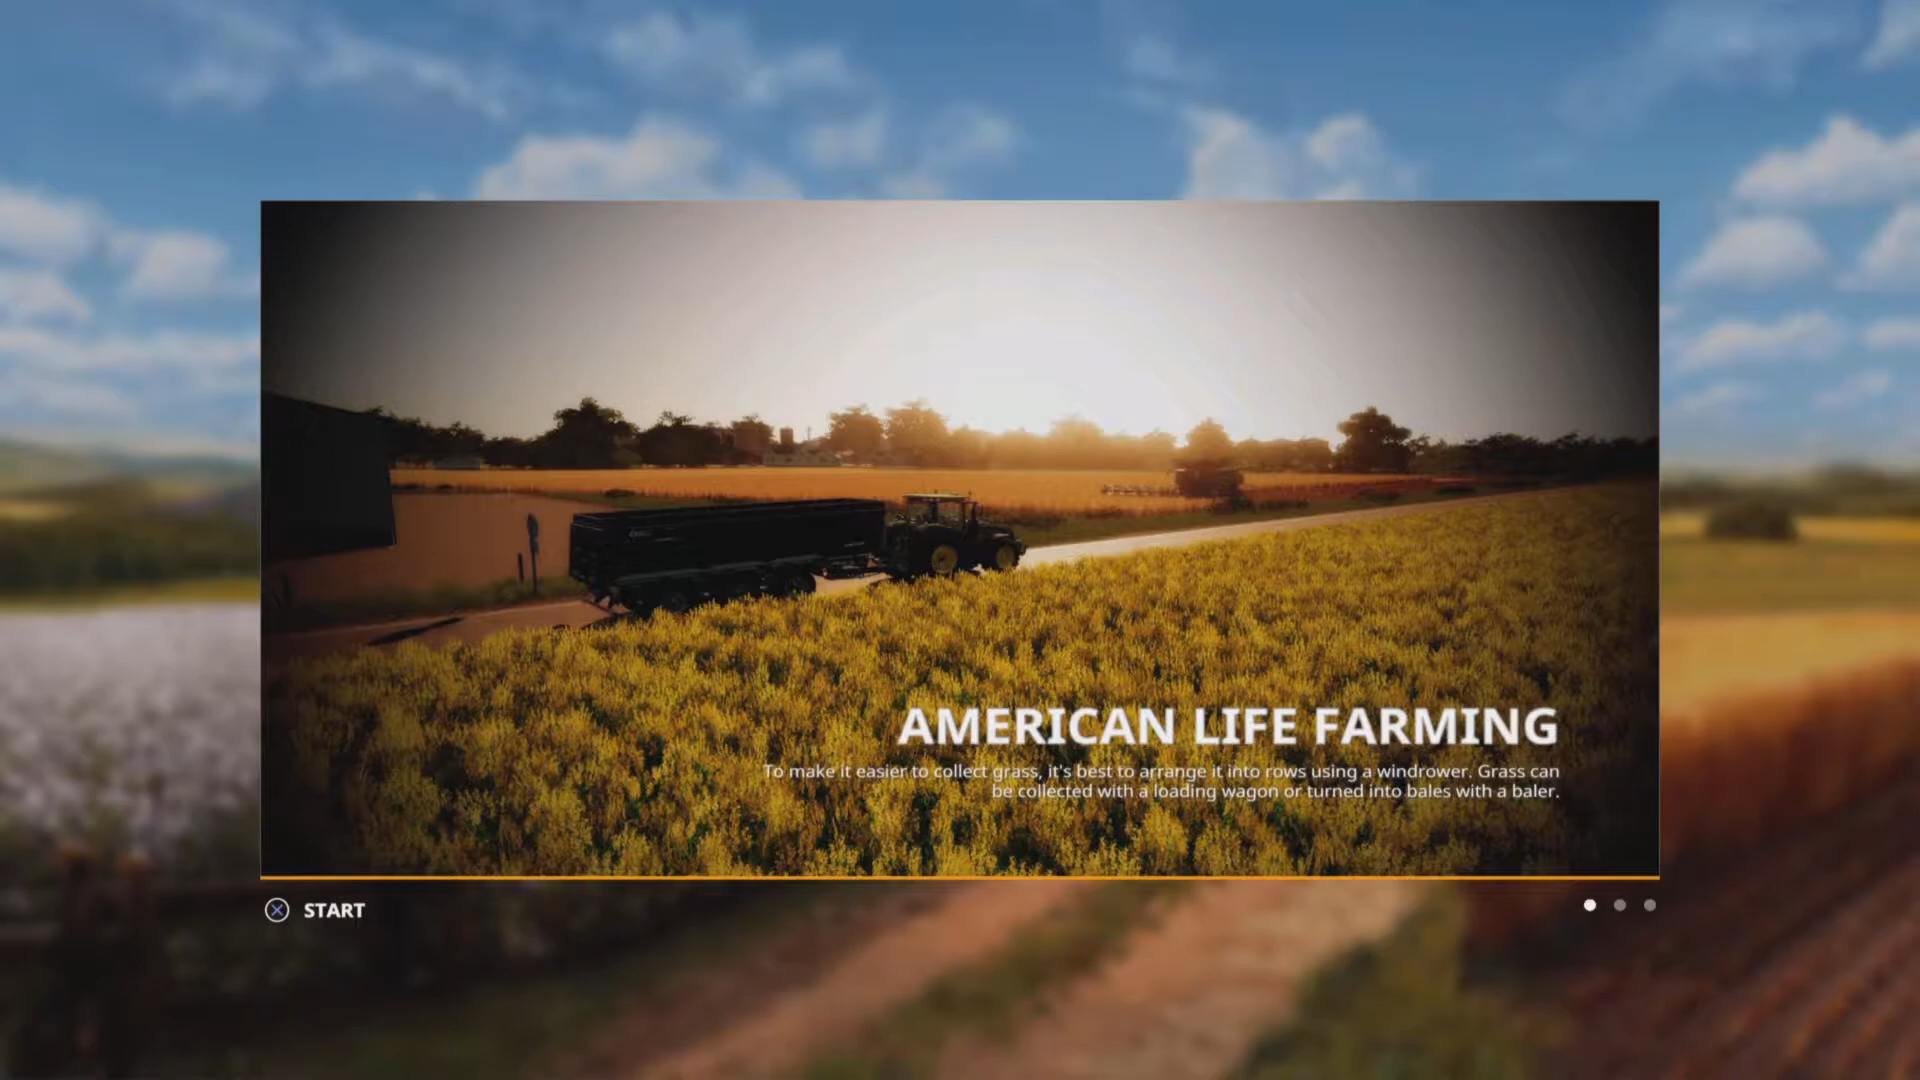 AMERICAN LIFE FARMING
To make it easier to collect grass, it's best to arrange it into rows using a windrower. Grass can
be collected with a loading wagon or turned into bales with a baler.
START